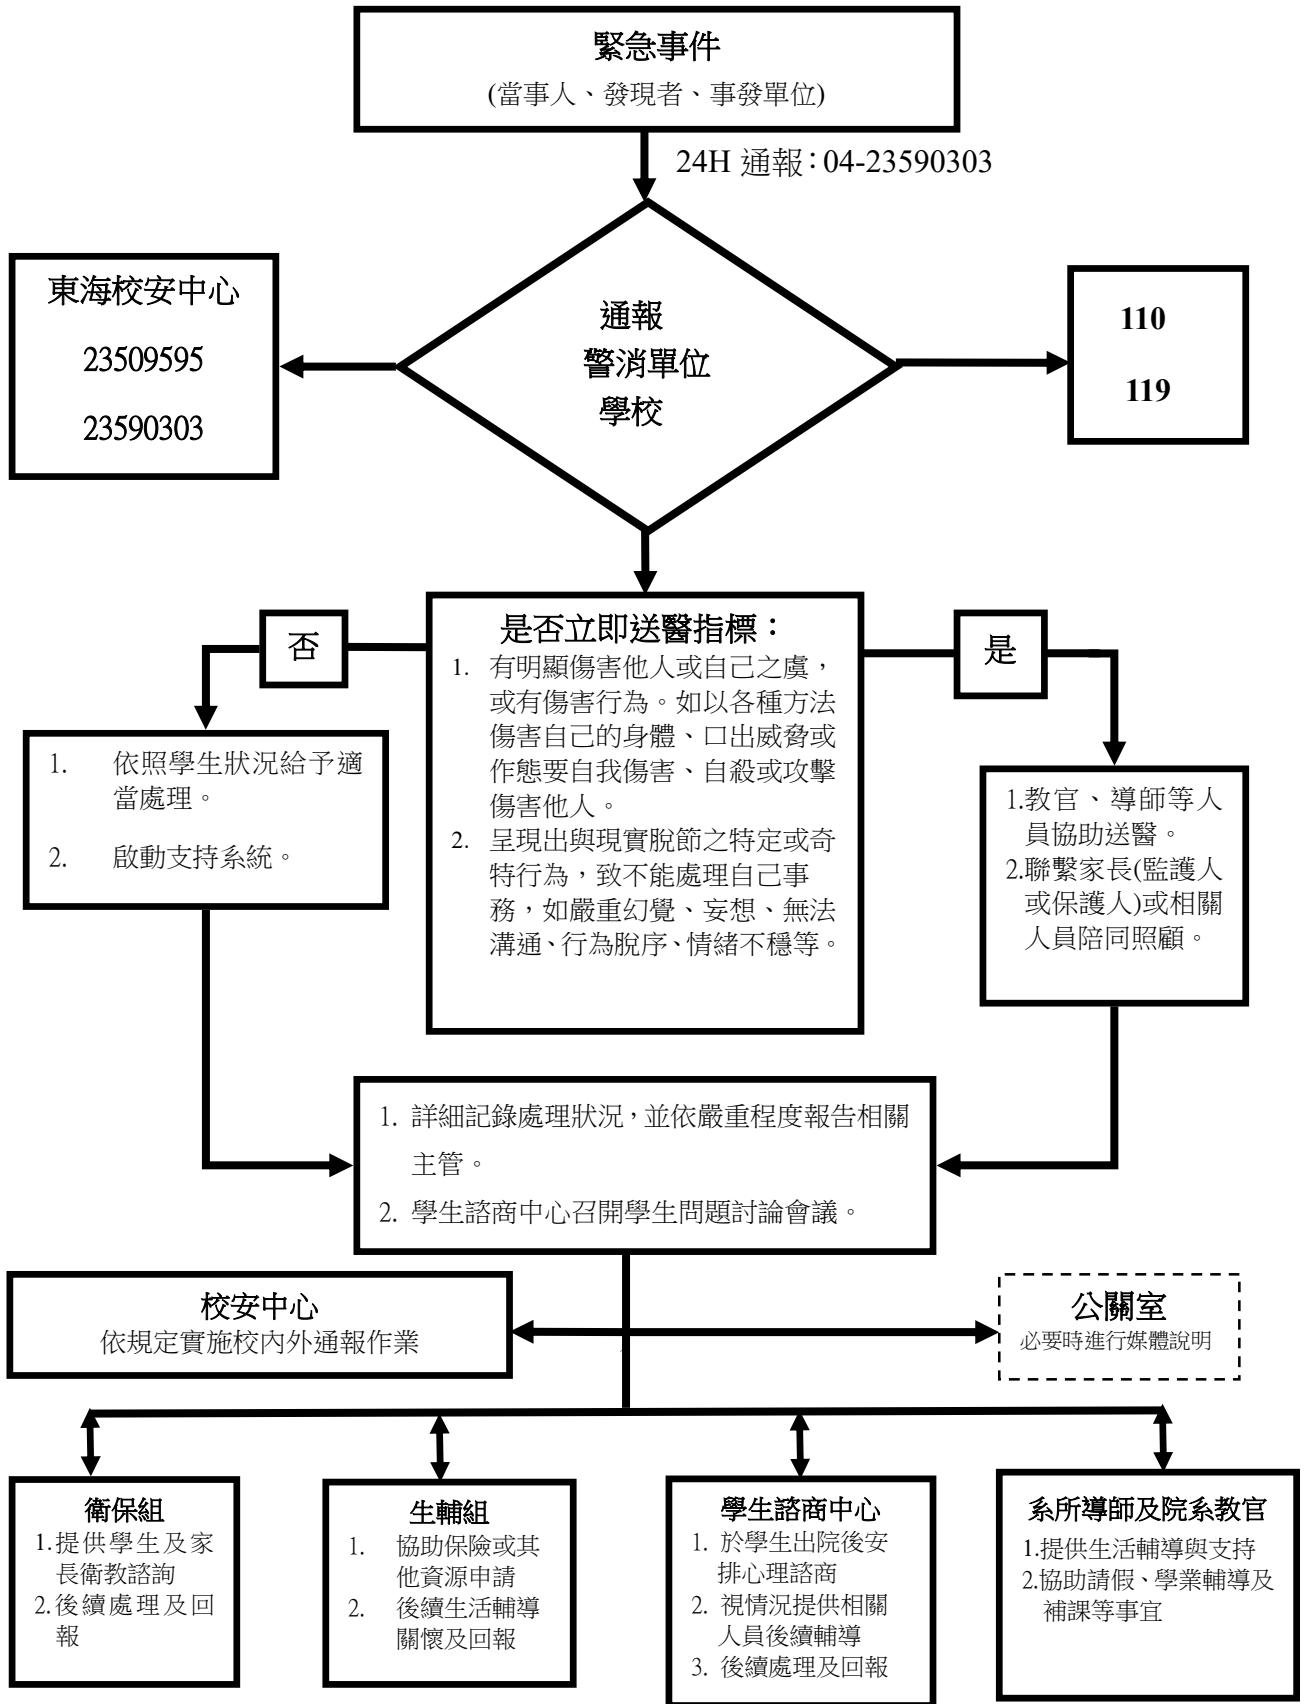 緊急事件
(當事人、發現者、事發單位)
24H 通報：04-23590303
東海校安中心
23509595
23590303
通報
警消單位
學校
110
119
否
是否立即送醫指標：
1. 有明顯傷害他人或自己之虞，
或有傷害行為。如以各種方法
傷害自己的身體、口出威脅或
作態要自我傷害、自殺或攻擊
傷害他人。
2. 呈現出與現實脫節之特定或奇
特行為，致不能處理自己事
務，如嚴重幻覺、妄想、無法
溝通、行為脫序、情緒不穩等。
是
1. 依照學生狀況給予適
當處理。
2. 啟動支持系統。
1.教官、導師等人
員協助送醫。
2.聯繫家長(監護人
或保護人)或相關
人員陪同照顧。
1. 詳細記錄處理狀況，並依嚴重程度報告相關
主管。
2. 學生諮商中心召開學生問題討論會議。
校安中心
依規定實施校內外通報作業
公關室
必要時進行媒體說明
衛保組
1.提供學生及家
長衛教諮詢
2.後續處理及回
報
生輔組
1. 協助保險或其
他資源申請
2. 後續生活輔導
關懷及回報
學生諮商中心
1. 於學生出院後安
排心理諮商
2. 視情況提供相關
人員後續輔導
3. 後續處理及回報
系所導師及院系教官
1.提供生活輔導與支持
2.協助請假、學業輔導及
補課等事宜